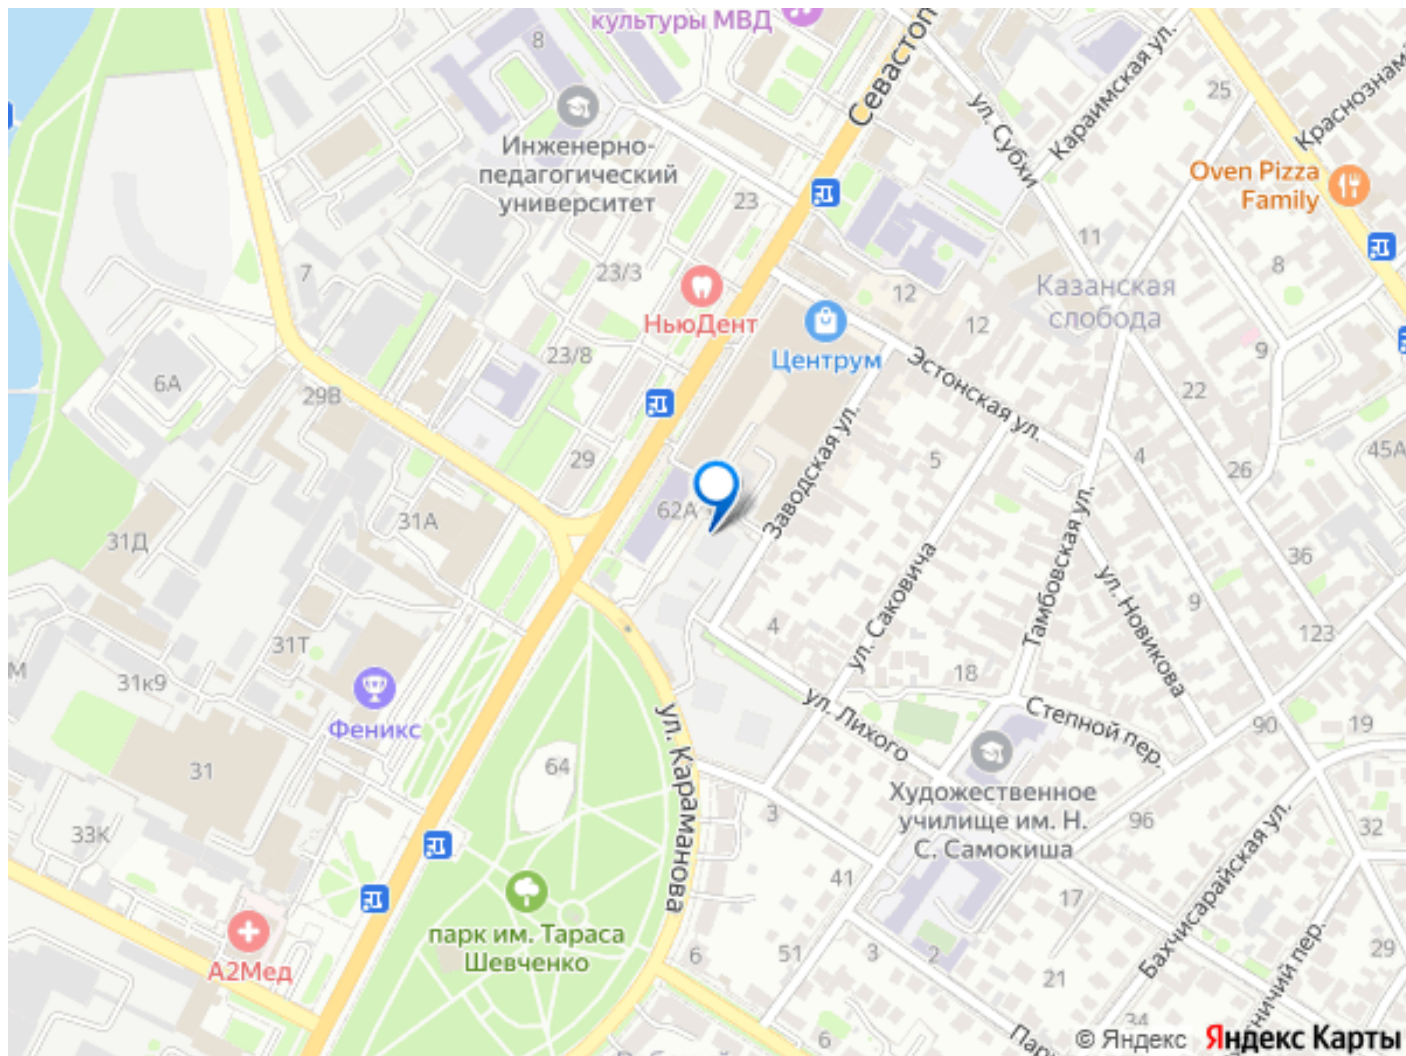 культуры МВД
8
Севастоп
Караимская ул.
25
Краснознам
ул. Субхи
Инженерно-
педагогический
университет
Oven Pizza
Family
23
11
7
23/3
8
12
Казанская
слобода
НьюДент
12
Центрум
23/8
9
Эстонская ул.
6А
29В
22
Заводская ул.
29
5
4
45А
26
62А
31А
31Д
Тамбовская ул.
36
ул. Саковича
ул. Новикова
9
31Т
4
123
М
31к9
18
Феникс
ул. Лихого
Степной пер.
90
19
ул. Караманова
31
64
Художественное
училище им. Н.
С. Самокиша
3
96
32
33К
41
17
Бахчисарайская ул.
А2Мед
парк им. Тараса
Шевченко
6
51
3
2
21
29
34
6
© Яндекс
Яндекс Карты